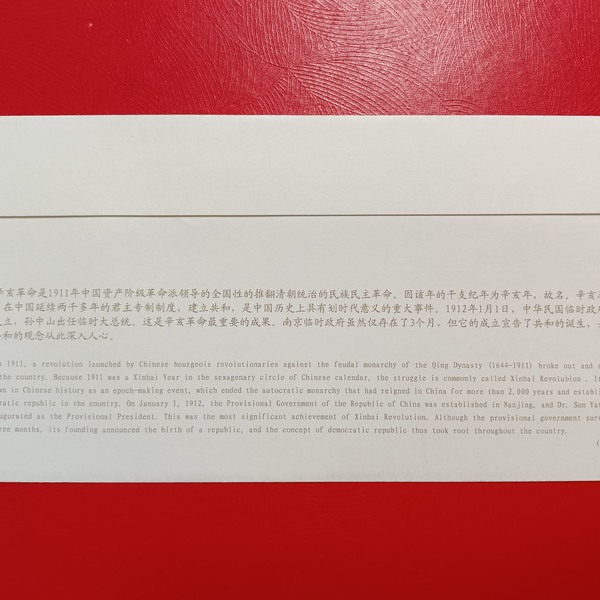 辛亥革命是1911年中国资产阶级革命派领导的全国性的推翻清朝统治的民族民主革命。因该年的干支纪年为辛亥年，故名。辛亥
在中国延续两千多年的君主专制制度，建立共和，是中国历史上具有划时代意义的重大事件。1912年1月1日，中华民国临时政府
立，孙中山出任临时大总统。这是辛亥革命最重要的成果。南京临时政府虽然仅存在了3个月，但它的成立宣告了共和的诞生，
和的观念从此深入人心。
1911, a revolution launched by Chinese bourgeois revolutionaries against the feudal monarchy of the Qing Dynasty (1644-1911) broke out and
the country. Because 1911 was a Xinhai Year in the sexagenary circle of Chinese calendar, the struggle is commonly called Xinhai Revolution.
in Chinese history as an epoch-making event, which ended the autocratic monarchy that had reigned in China for more than 2,000 years and
republic in the country. On January 1, 1912, the Provisional Government of the Republic of China was established in Nanjing, and Dr. Sun
as the Provisional President. This was the most significant achievement of Xinhai Revolution. Although the provisional government
months, its founding announced the birth of a republic, and the concept of democratic republic thus took root throughout the country.